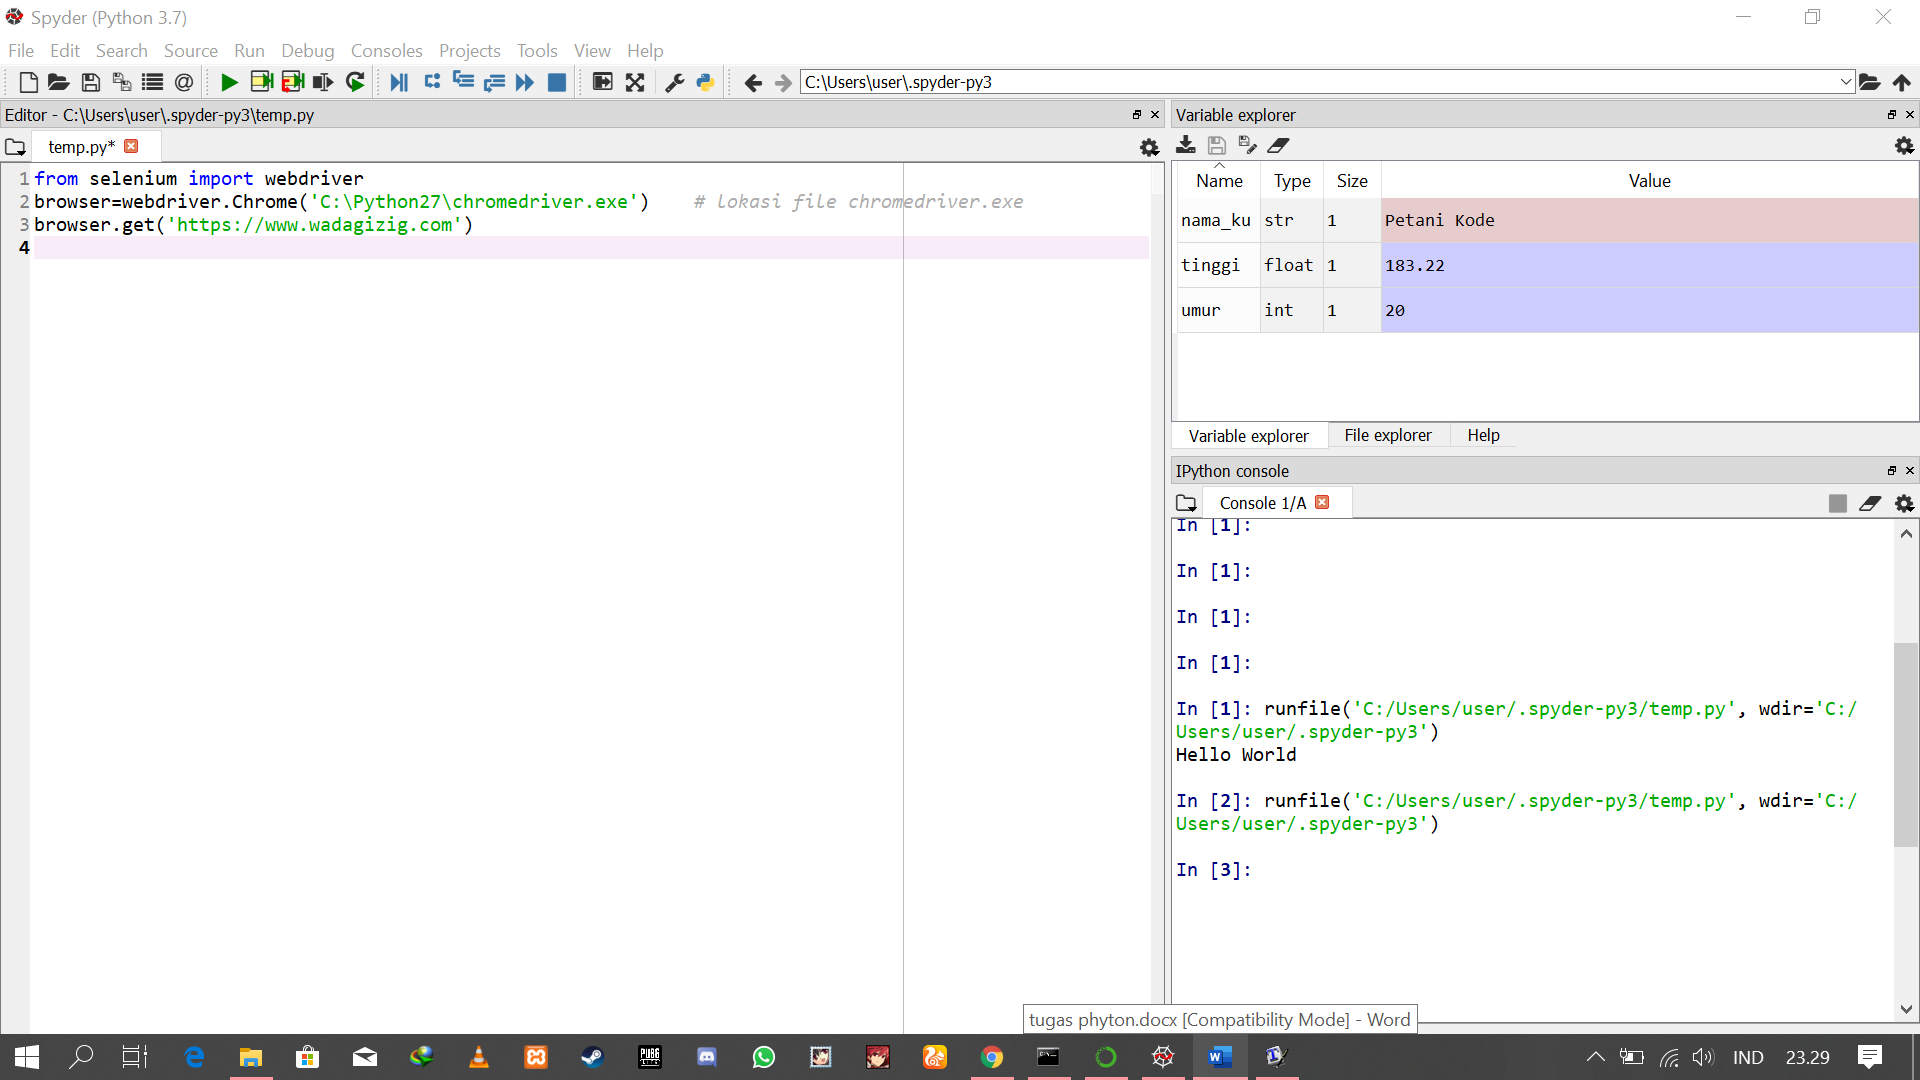 Spyder (Python 3.7)
File Edit Search Source Run Debug Consoles Projects Tools View Help
C:\Users\user\.spyder-py3
Editor - C:\Users\user\.spyder-py3\temp.py
temp.py*
1 from selenium import webdriver
2 browser=webdriver.Chrome('C:\Python27\chromedriver.exe') # lokasi file chromedriver.exe
3 browser.get('https://www.wadagizig.com')
4
Variable explorer
Name Type Size Value
nama_ku str 1 Petani Kode
tinggi float 1 183.22
umur int 1 20
Variable explorer File explorer Help
IPython console
Console 1/A
In [1]:
In [1]:
In [1]:
In [1]:
In [1]: runfile('C:/Users/user/.spyder-py3/temp.py', wdir='C:/
Users/user/.spyder-py3')
Hello World
In [2]: runfile('C:/Users/user/.spyder-py3/temp.py', wdir='C:/
Users/user/.spyder-py3')
In [3]:
tugas phyton.docx [Compatibility Mode] - Word
PUBG
IND 23.29